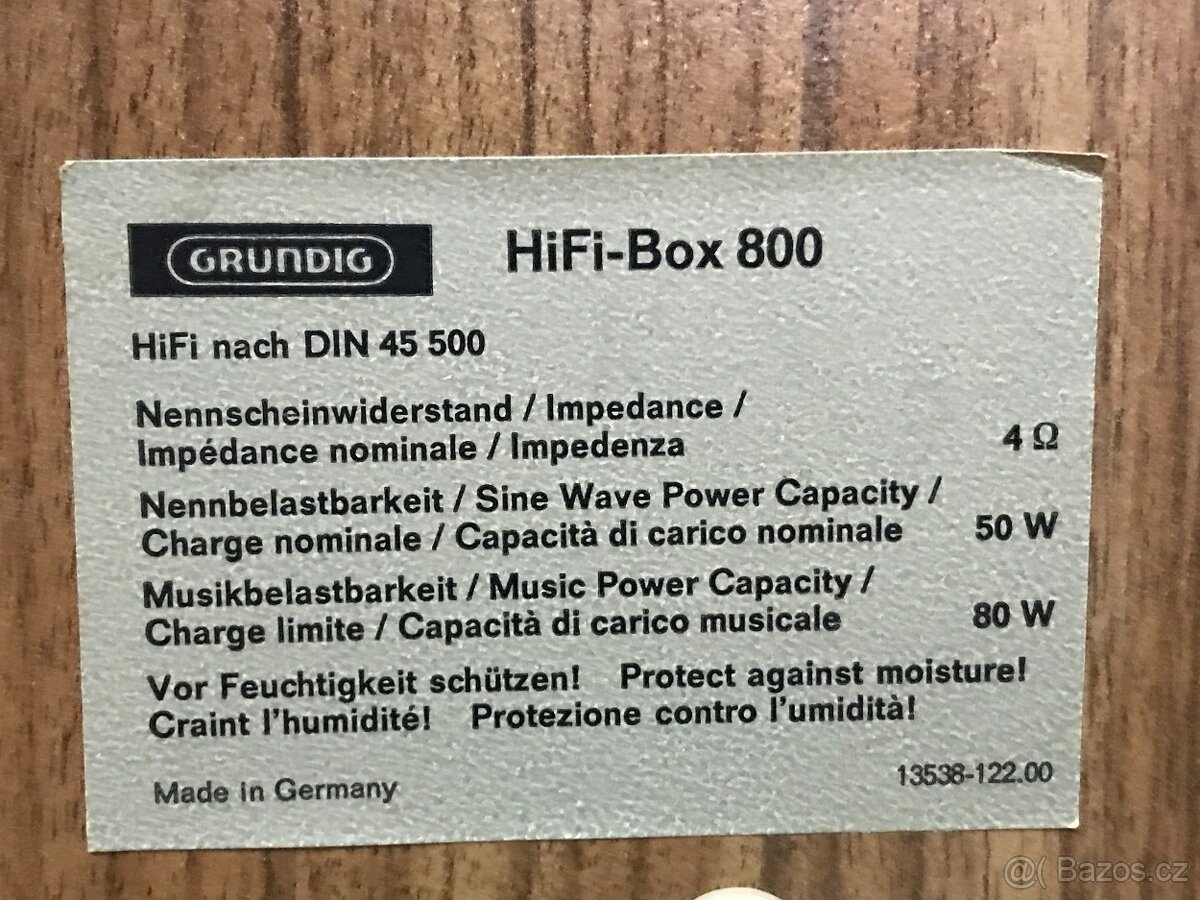 GRUNDIG HiFi-Box 800
HiFi nach DIN 45 500
Nennscheinwiderstand / Impedance /
Impédance nominale / Impedenza 4 Ω
Nennbelastbarkeit / Sine Wave Power Capacity /
Charge nominale / Capacità di carico nominale 50 W
Musikbelastbarkeit / Music Power Capacity /
Charge limite / Capacità di carico musicale 80 W
Vor Feuchtigkeit schützen! Protect against moisture!
Craint l'humidité! Protezione contro l'umidità!
Made in Germany 13538-122.00
@( Bazos.cz